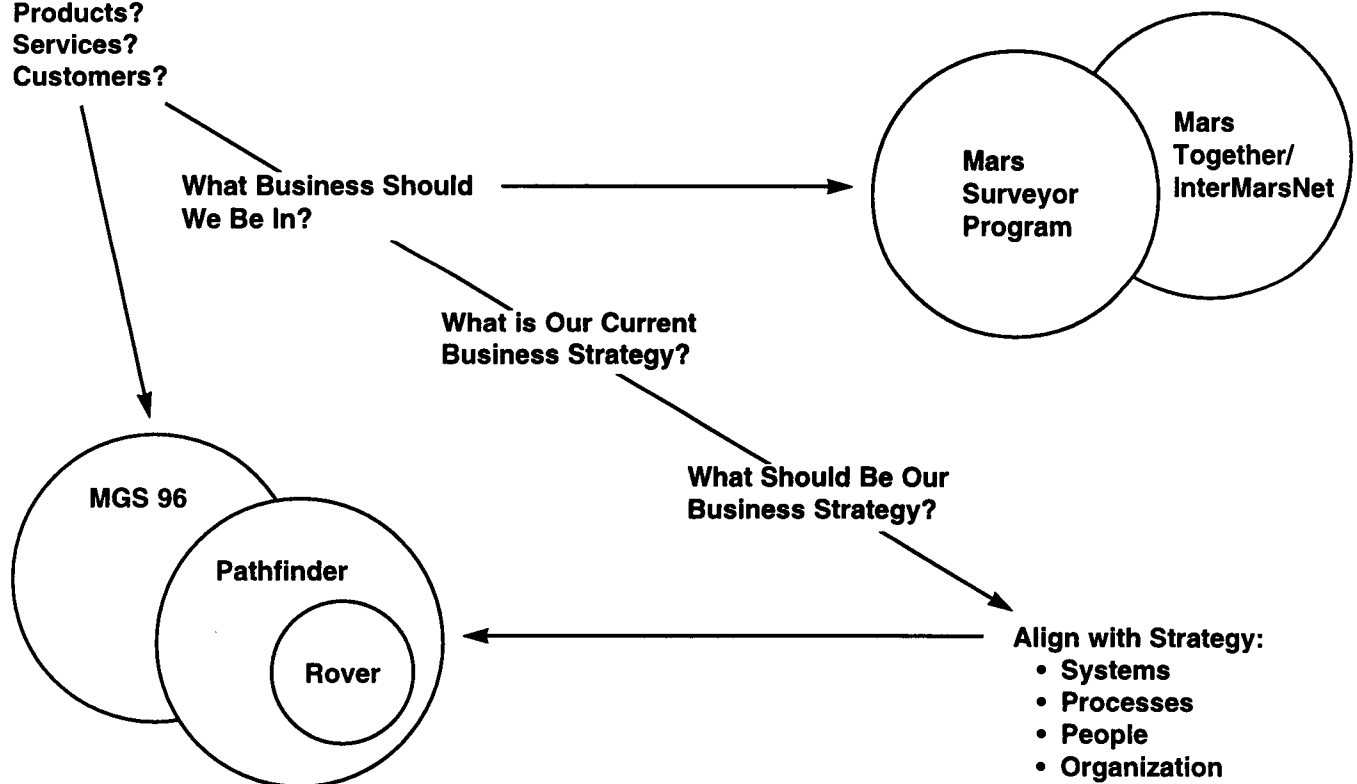 Products?
Services?
Customers?
What Business Should
We Be In?
Mars
Surveyor
Program
Mars
Together/
InterMarsNet
What is Our Current
Business Strategy?
What Should Be Our
Business Strategy?
MGS 96
Pathfinder
Rover
Align with Strategy:
• Systems
• Processes
• People
• Organization